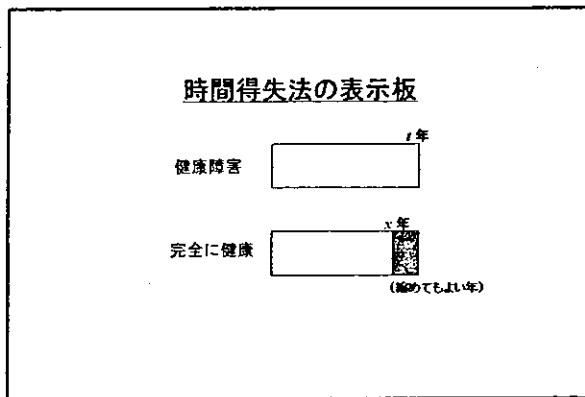 時間得失法の表示板
t 年
健康障害
x 年
完全に健康
(縮めてもよい年)